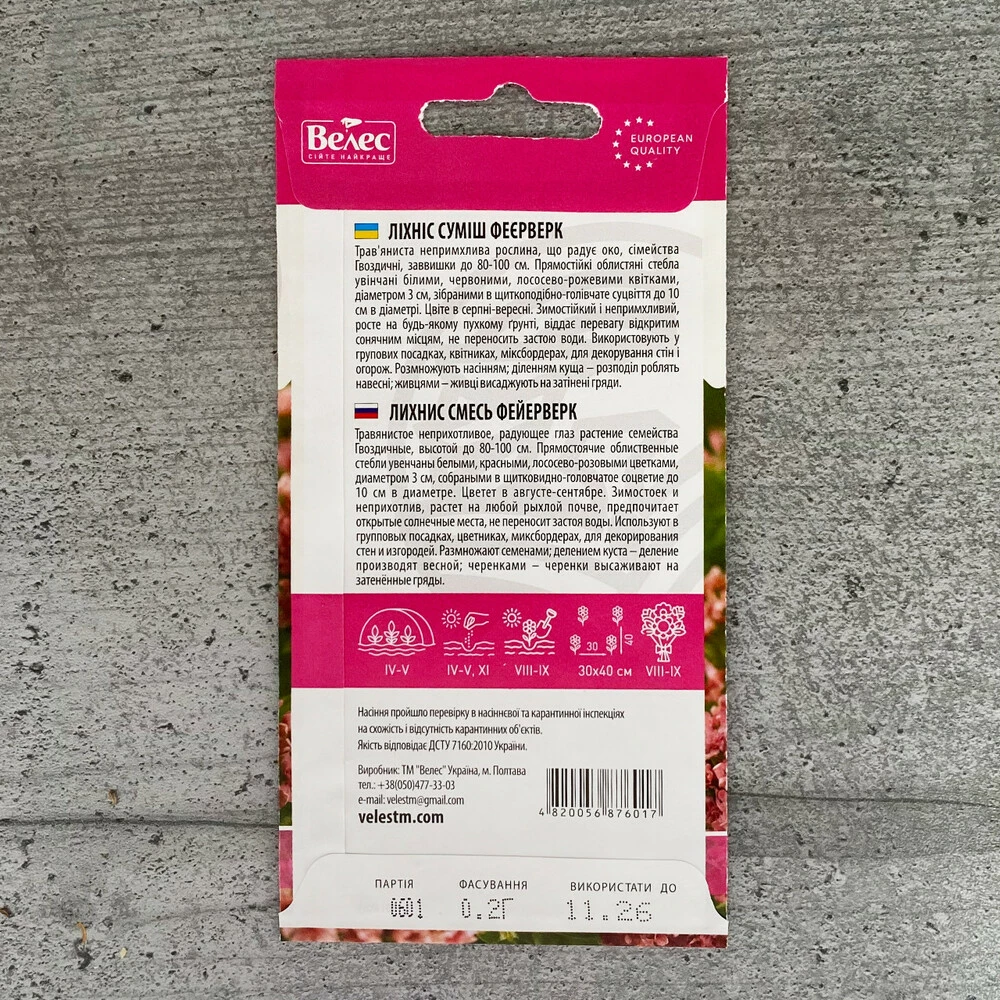 Велес
СІЙТЕ НАЙКРАЩЕ
EUROPEAN
QUALITY
ЛІХНІС СУМІШ ФЕЄРВЕРК
Трав'яниста непримхлива рослина, що радує око, сімейства
Гвоздичні, заввишки до 80-100 см. Прямостійкі облистяні стебла
увінчані білими, червоними, лососево-рожевими квітками,
діаметром 3 см, зібраними в щиткоподібно-голівчате суцвіття до 10
см в діаметрі. Цвіте в серпні-вересні. Зимостійкий і непримхливий,
росте на будь-якому пухкому ґрунті, віддає перевагу відкритим
сонячним місцям, не переносить застою води. Використовують у
групових посадках, квітниках, міксбордерах, для декорування стін і
огорож. Розмножують насінням; діленням куща – розподіл роблять
навесні; живцями – живці висаджують на затінені гряди.
ЛИХНИС СМЕСЬ ФЕЙЕРВЕРК
Травянистое неприхотливое, радующее глаз растение семейства
Гвоздичные, высотой до 80-100 см. Прямостоячие облиственные
стебли увенчаны белыми, красными, лососево-розовыми цветками,
диаметром 3 см, собраными в щитковидно-головчатое соцветие до
10 см в диаметре. Цветет в августе-сентябре. Зимостоек и
неприхотлив, растет на любой рыхлой почве, предпочитает
открытые солнечные места, не переносит застоя воды. Используют в
групповых посадках, цветниках, миксбордерах, для декорирования
стен и изгородей. Размножают семенами; делением куста – деление
производят весной; черенками – черенки высаживают на
затенённые гряды.
30
40
IV–V
IV–V, XI
VIII-IX
30x40 см
VIII–IX
Насіння пройшло перевірку в насіннєвої та карантинної інспекціях
на схожість і відсутність карантинних об'єктів.
Якість відповідає ДСТУ 7160:2010 України.
Виробник: ТМ "Велес" Україна, м. Полтава
тел.: +38(050)477-33-03
e-mail: velestm@gmail.com
velestm.com
4 820056 876017
ПАРТІЯ ФАСУВАННЯ ВИКОРИСТАТИ ДО
0601 0.2Г 11.26